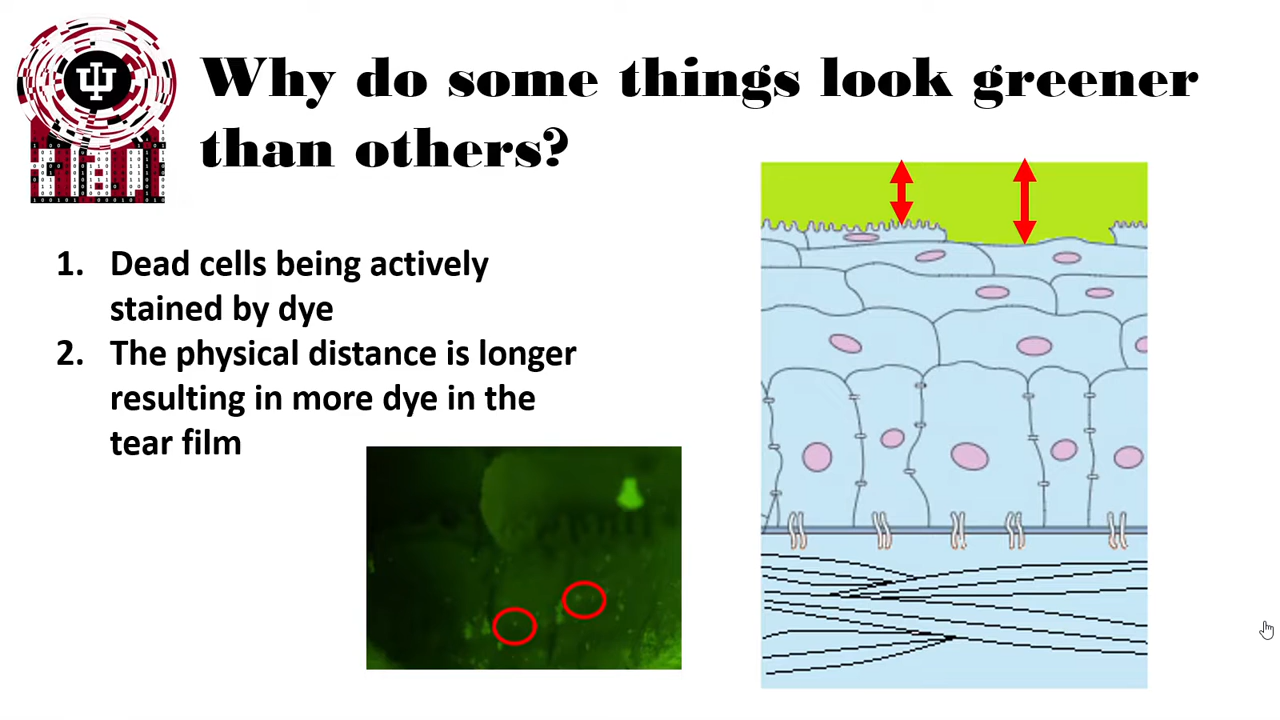 Why do some things look greener
than others?
1. Dead cells being actively
stained by dye
2. The physical distance is longer
resulting in more dye in the
tear film